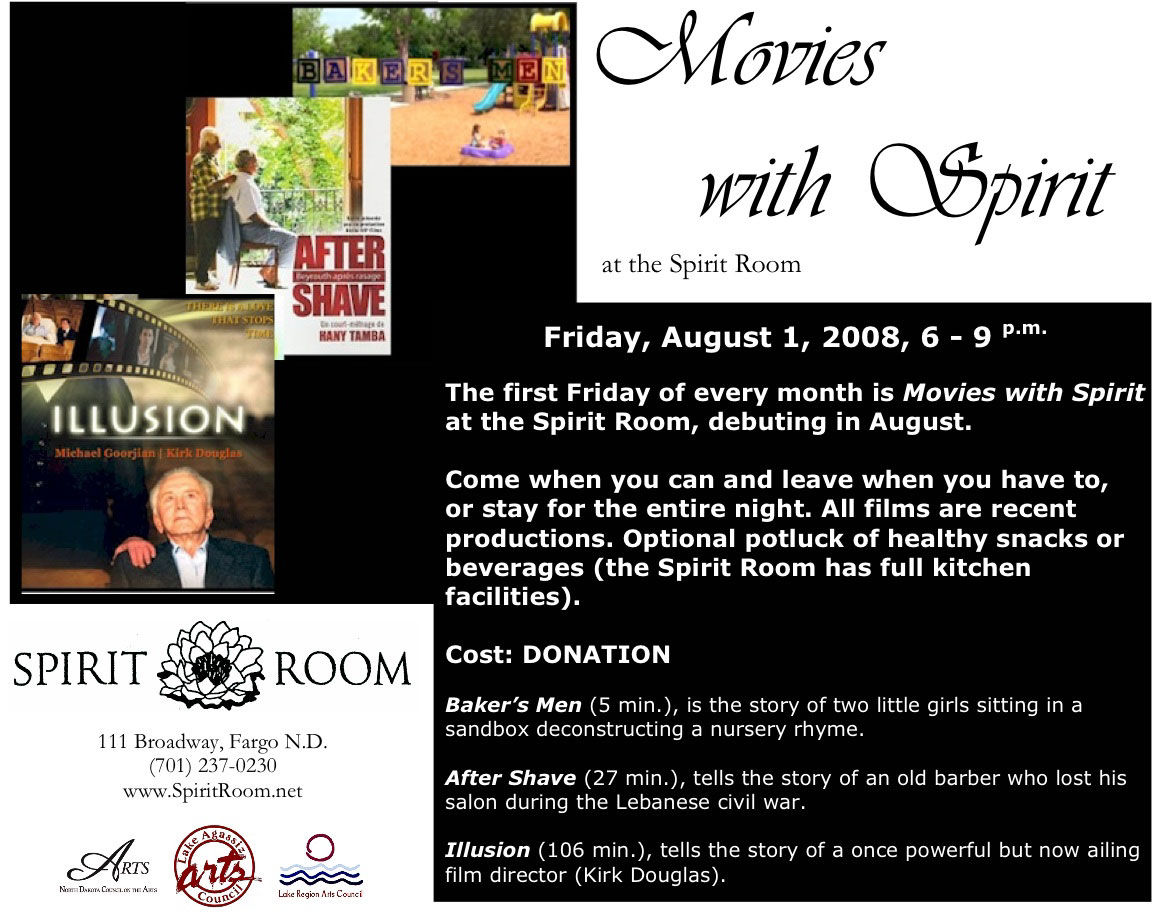 Movies
with Spirit
at the Spirit Room
BAKERS MEN
AFTER
Beyrouth après rasage
SHAVE
Un court-métrage de
HANY TAMBA
THERE IS A LOVE
THAT STOPS
TIME
ILLUSION
Michael Goorjian | Kirk Douglas
Friday, August 1, 2008, 6 - 9 p.m.
The first Friday of every month is Movies with Spirit
at the Spirit Room, debuting in August.
Come when you can and leave when you have to,
or stay for the entire night. All films are recent
productions. Optional potluck of healthy snacks or
beverages (the Spirit Room has full kitchen
facilities).
Cost: DONATION
Baker’s Men (5 min.), is the story of two little girls sitting in a
sandbox deconstructing a nursery rhyme.
After Shave (27 min.), tells the story of an old barber who lost his
salon during the Lebanese civil war.
Illusion (106 min.), tells the story of a once powerful but now ailing
film director (Kirk Douglas).
SPIRIT ROOM
111 Broadway, Fargo N.D.
(701) 237-0230
www.SpiritRoom.net
ARTS
NORTH DAKOTA COUNCIL ON THE ARTS
Lake Agassiz
arts
Council
Lake Region Arts Council